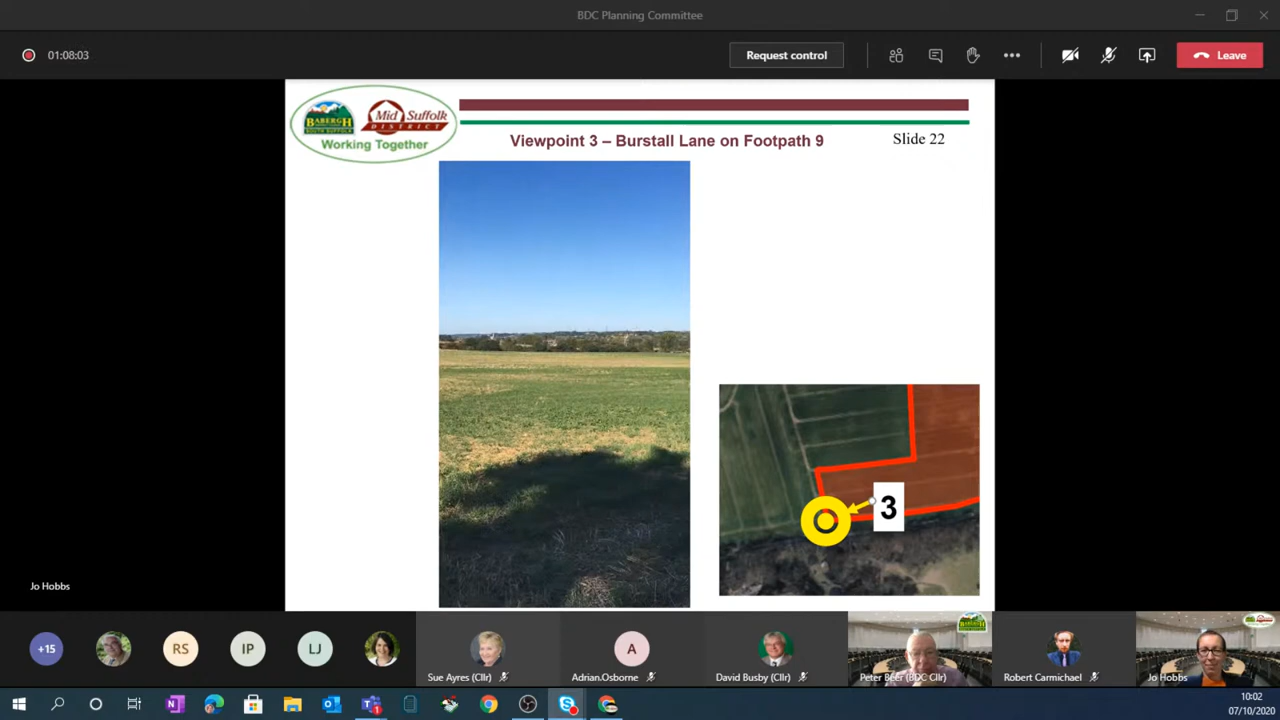 BDC Planning Committee
01:08:03
Request control
Leave
BABERGH
SOUTH SUFFOLK
Mid Suffolk
DISTRICT
Working Together
Viewpoint 3 – Burstall Lane on Footpath 9
Slide 22
3
Jo Hobbs
+15
RS
IP
LJ
A
Sue Ayres (Cllr)
Adrian.Osborne
David Busby (Cllr)
Peter Beer (BDC Cllr)
Robert Carmichael
Jo Hobbs
10:02
07/10/2020